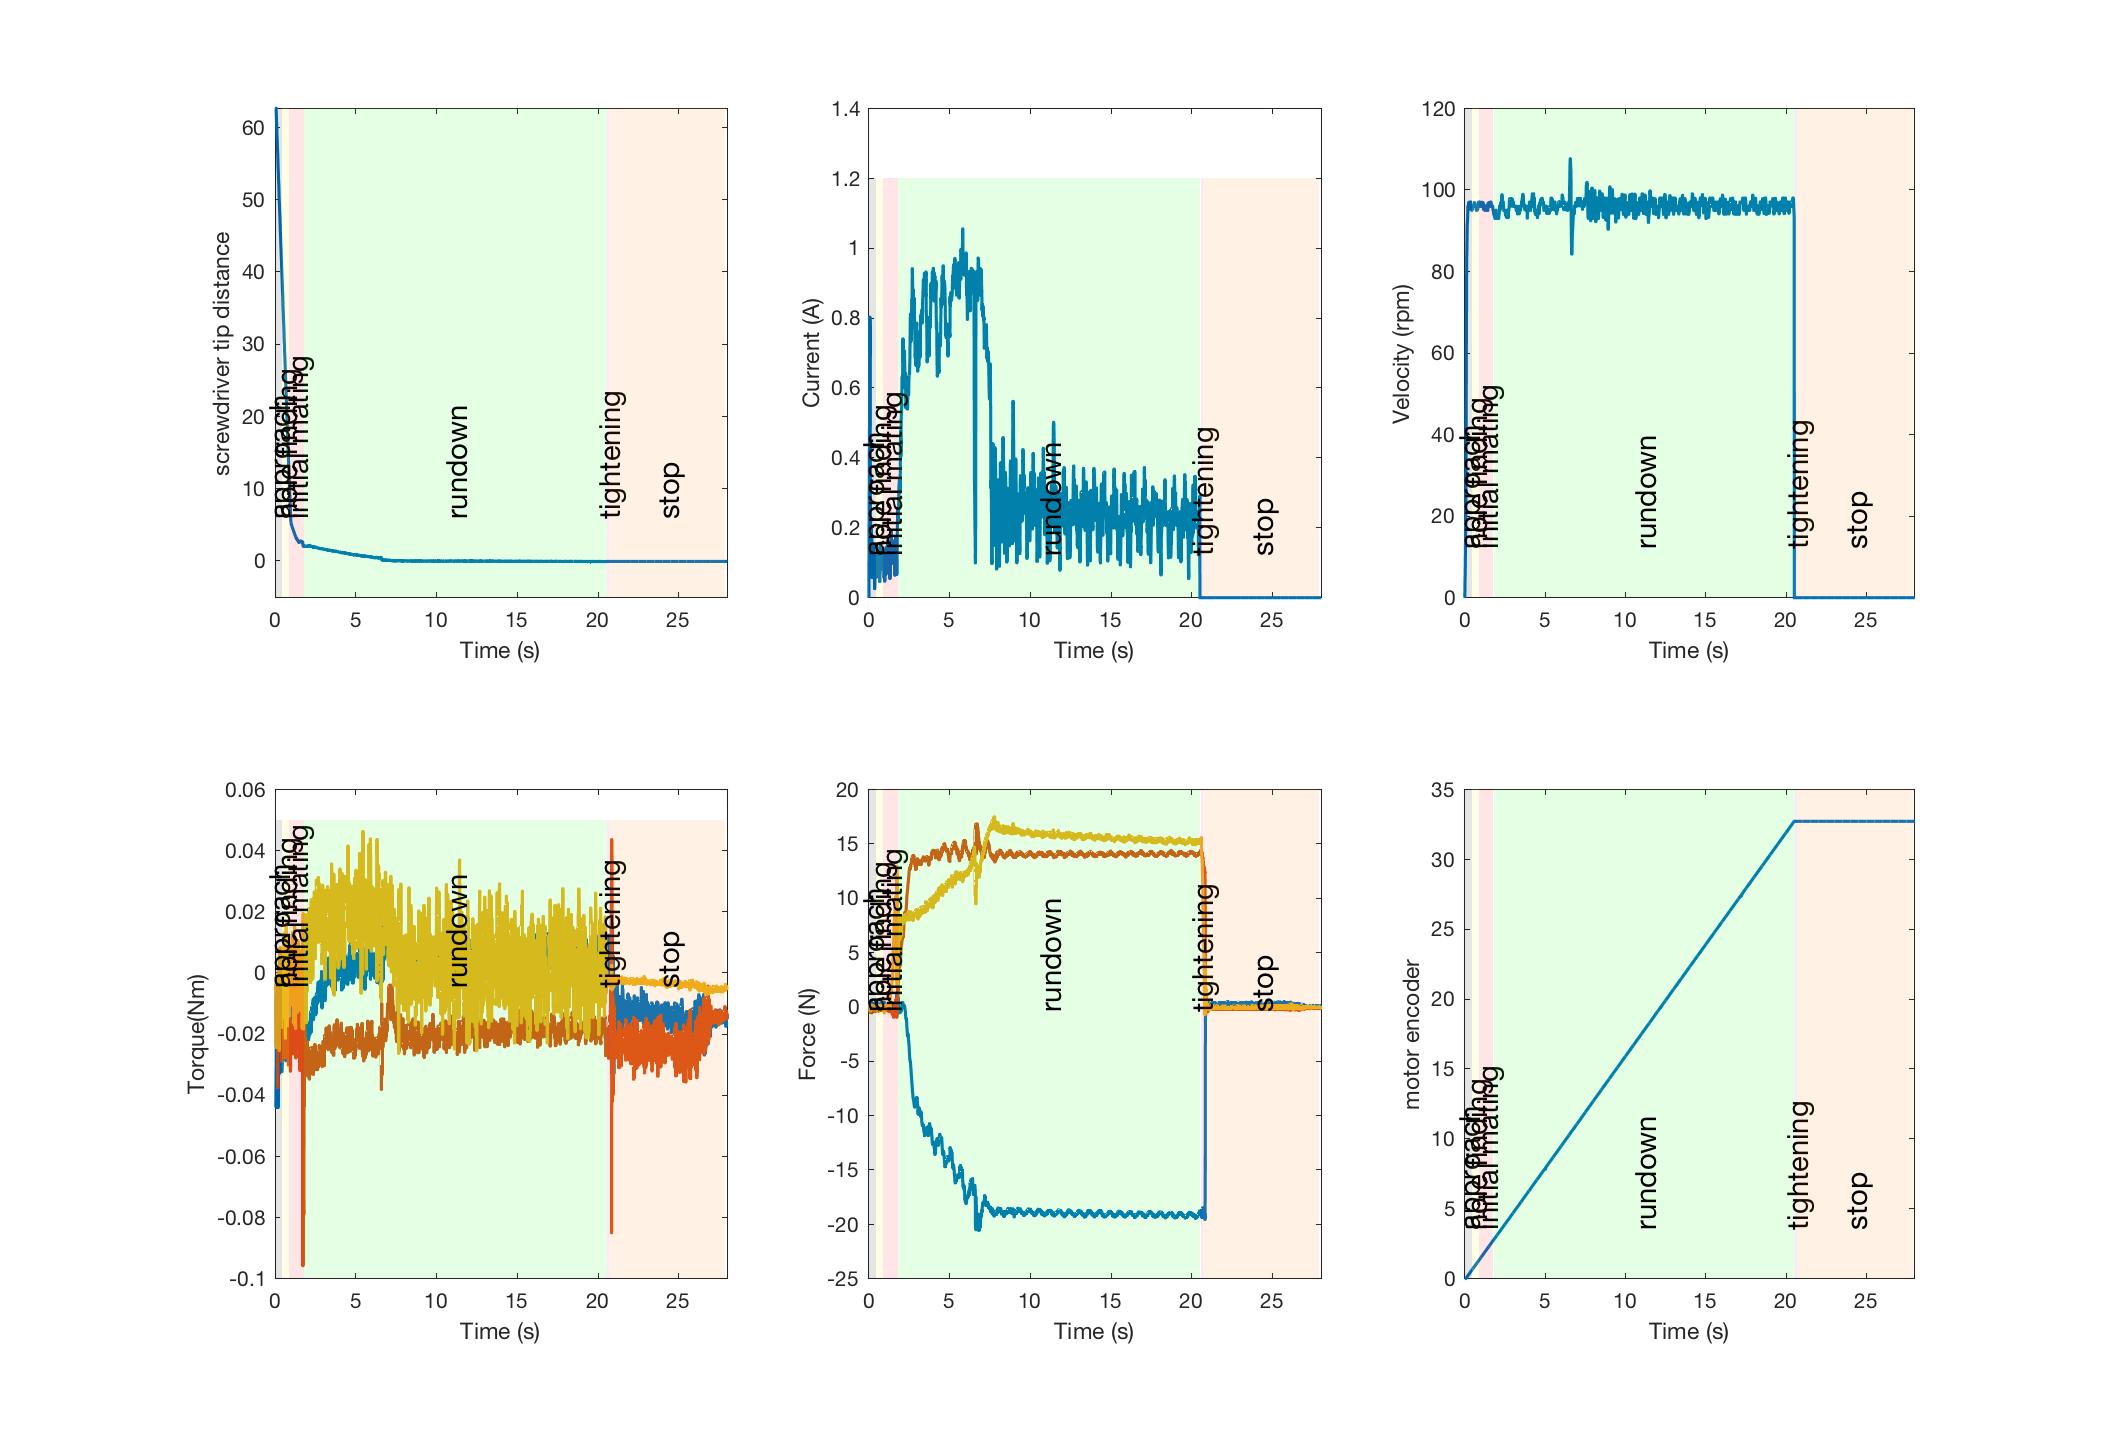 60
50
40
30
20
10
0
screwdriver tip distance
initial mating
rundown
tightening
stop
0 5 10 15 20 25
Time (s)
1.4
1.2
1
0.8
0.6
0.4
0.2
0
Current (A)
initial mating
rundown
tightening
stop
0 5 10 15 20 25
Time (s)
120
100
80
60
40
20
0
Velocity (rpm)
initial mating
rundown
tightening
stop
0 5 10 15 20 25
Time (s)
0.06
0.04
0.02
0
-0.02
-0.04
-0.06
-0.08
-0.1
Torque(Nm)
initial mating
rundown
tightening
stop
0 5 10 15 20 25
Time (s)
20
15
10
5
0
-5
-10
-15
-20
-25
Force (N)
initial mating
rundown
tightening
stop
0 5 10 15 20 25
Time (s)
35
30
25
20
15
10
5
0
motor encoder
initial mating
rundown
tightening
stop
0 5 10 15 20 25
Time (s)